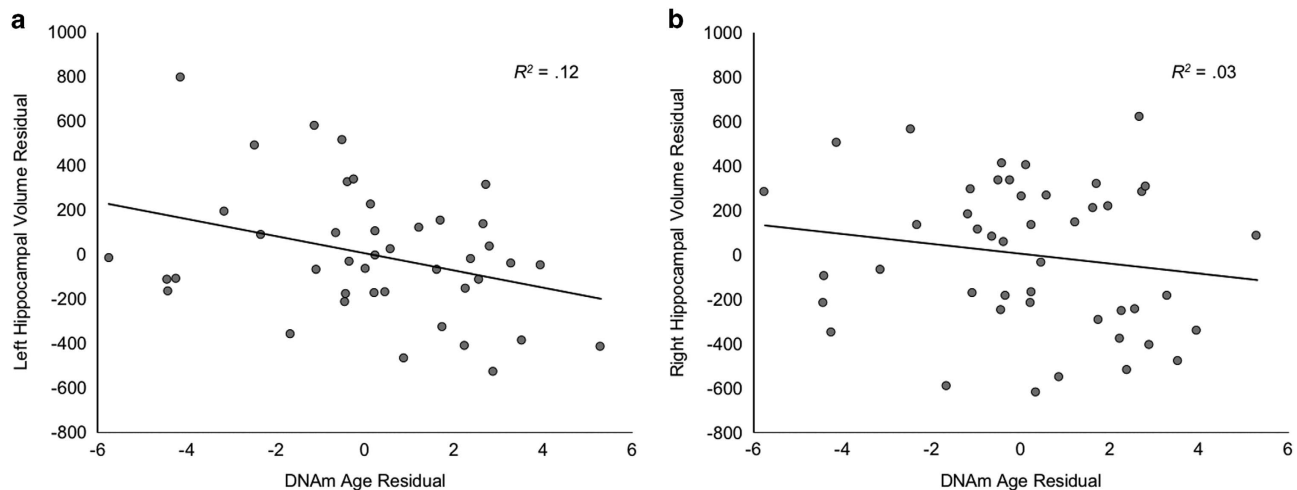 a
1000
800
600
400
200
0
-200
-400
-600
-800
Left Hippocampal Volume Residual
R² = .12
-6 -4 -2 0 2 4 6
DNAm Age Residual
b
1000
800
600
400
200
0
-200
-400
-600
-800
Right Hippocampal Volume Residual
R² = .03
-6 -4 -2 0 2 4 6
DNAm Age Residual